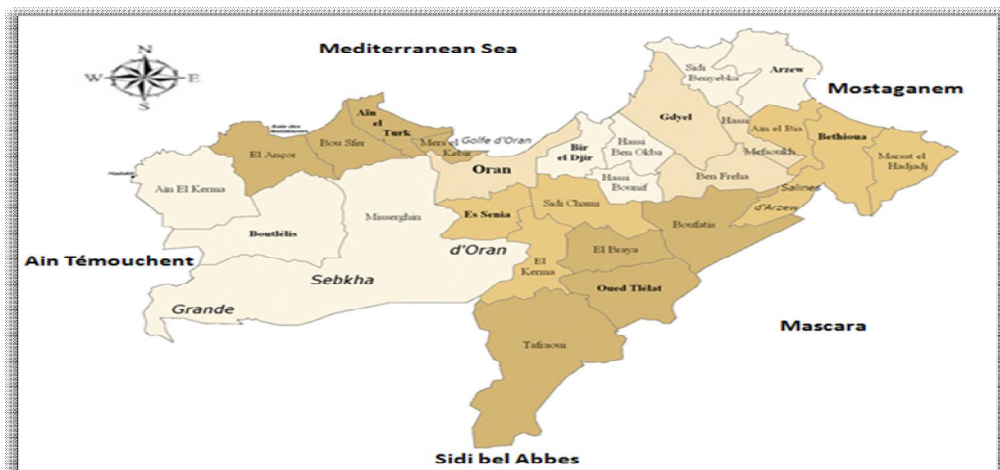 Mediterranean Sea
N
W
E
S
Sidi
Benyebka
Arzew
Mostaganem
Aïn
el
Turk
Gdyel
Hassi
Mefsoukh
Ain el Bia
Bethioua
Marsat el
Hadjadj
El Ançor
Bou Sfer
Mers el
Kebir
Golfe d'Oran
Bir
el Djir
Hassi
Ben Okba
Hassi
Bounif
Ben Freha
Oran
Ain El Kerma
Misserghin
Es Senia
Sidi Chami
Salines
d'Arzew
Boufatis
Boutlélis
Ain Témouchent
d'Oran
El Braya
El
Kerma
Sebkha
Oued Tlélat
Grande
Mascara
Tafraoui
Sidi bel Abbes